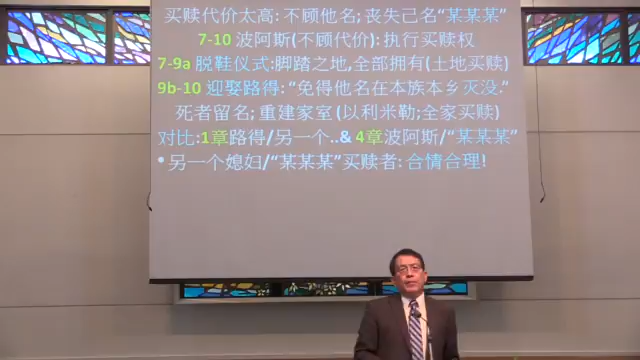 买赎代价太高: 不顾他名; 丧失己名“某某某”
7-10 波阿斯(不顾代价): 执行买赎权
7-9a 脱鞋仪式:脚踏之地,全部拥有(土地买赎)
9b-10 迎娶路得: “免得他名在本族本乡灭没.”
死者留名; 重建家室 (以利米勒;全家买赎)
对比:1章路得/另一个..& 4章波阿斯/“某某某”
• 另一个媳妇/“某某某”买赎者: 合情合理!